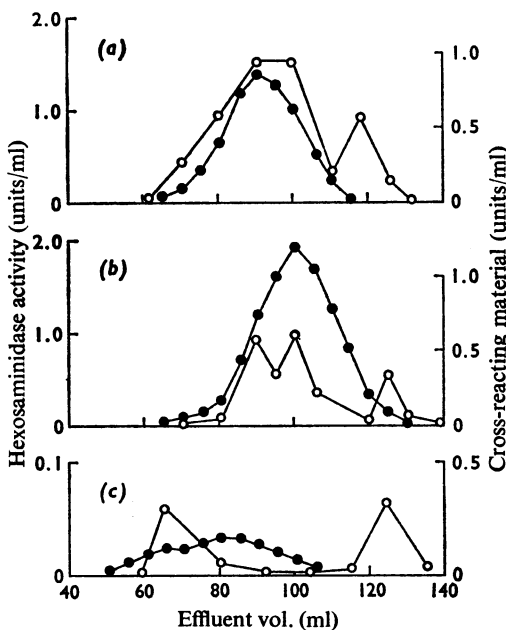 Hexosaminidase activity (units/ml)
Cross-reacting material (units/ml)
(a)
2.0
1.0
0
1.0
0.5
0
(b)
2.0
1.0
0
1.0
0.5
0
(c)
0.1
0
0.5
0
40 60 80 100 120 140
Effluent vol. (ml)